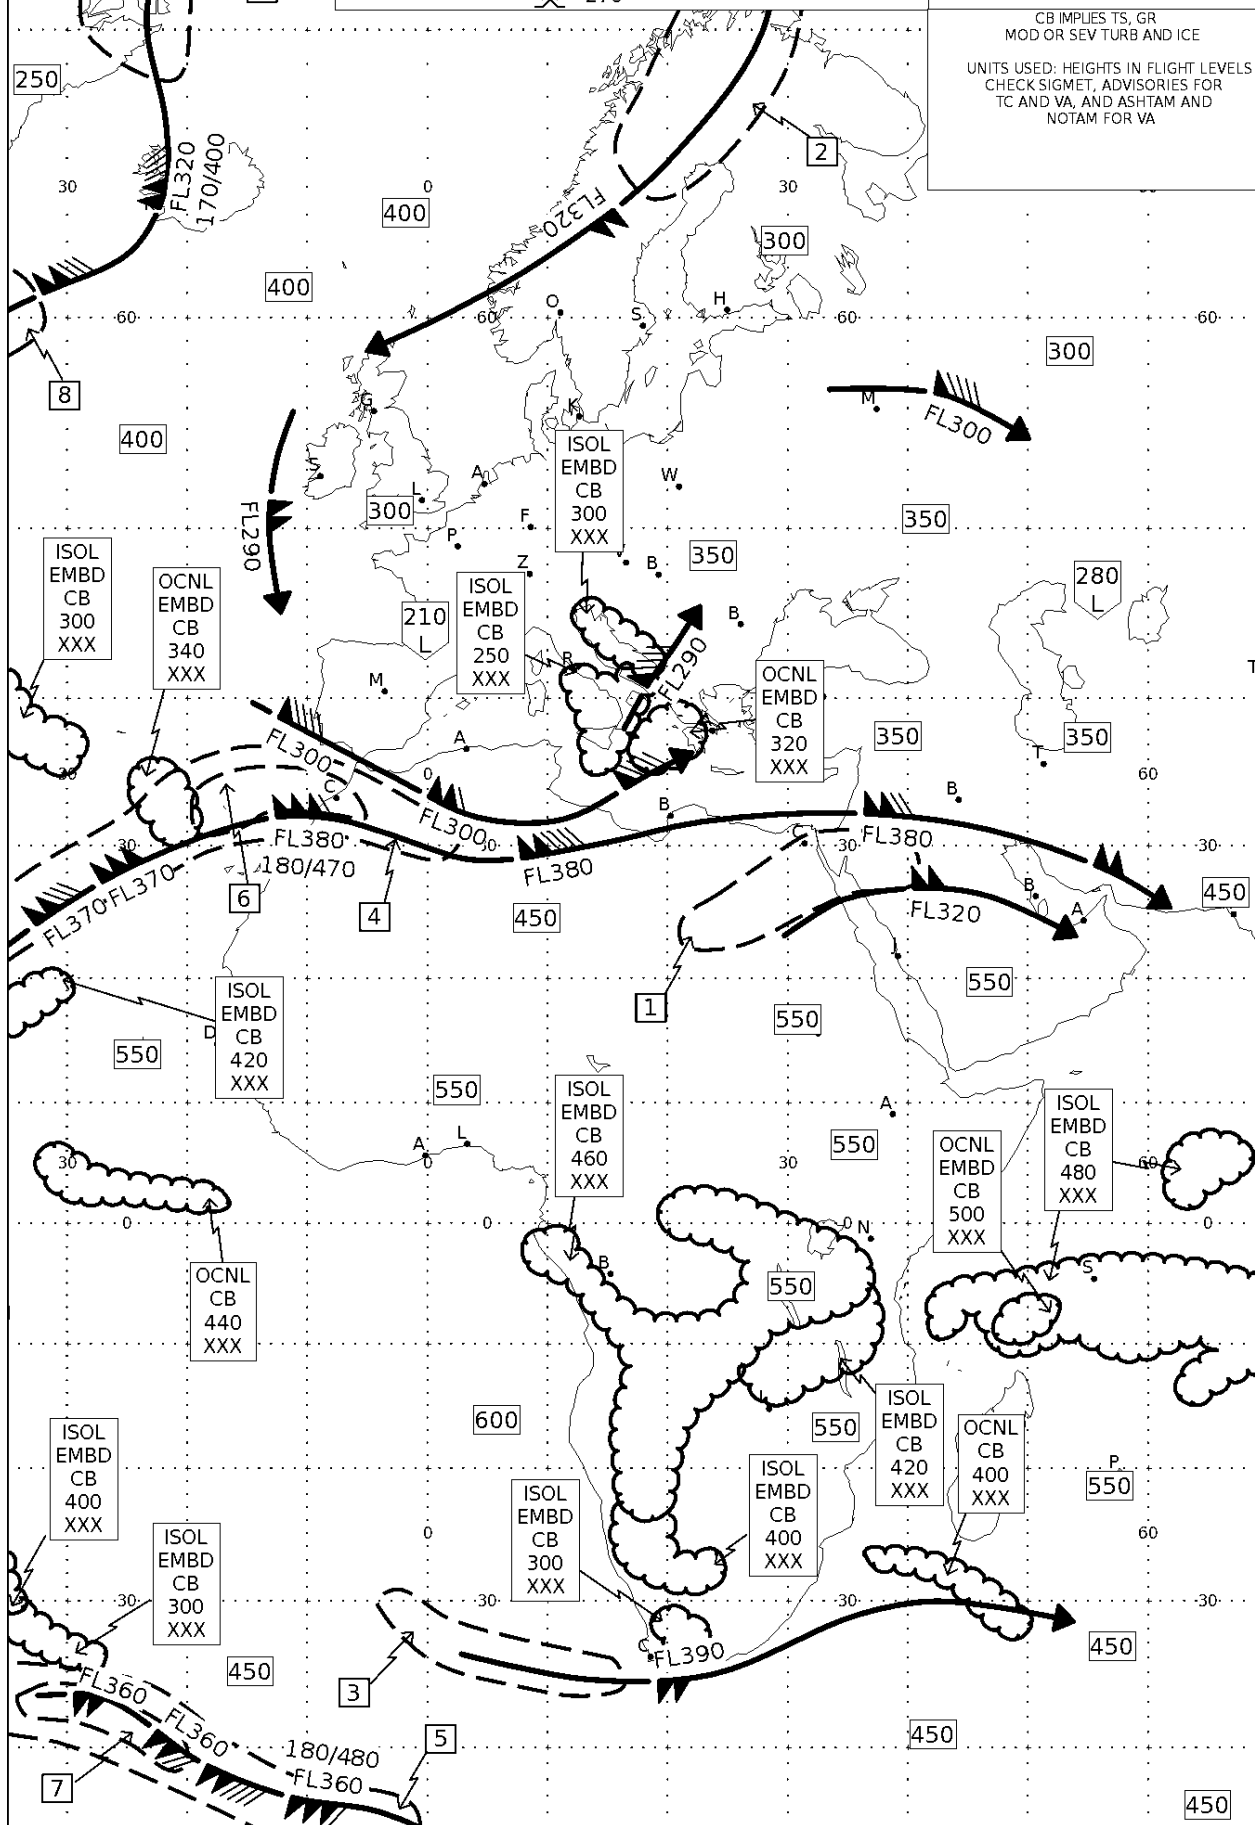 CB IMPLIES TS, GR
MOD OR SEV TURB AND ICE
UNITS USED: HEIGHTS IN FLIGHT LEVELS
CHECK SIGMET, ADVISORIES FOR
TC AND VA, AND ASHTAM AND
NOTAM FOR VA
250
FL320
170/400
2
30
0
30
400
FL320
300
400
O
S
H
60
60
60
60
300
8
G
K
M
FL300
400
ISOL
EMBD
CB
300
XXX
S
L
A
W
300
FL290
P
F
350
Z
B
350
ISOL
EMBD
CB
300
XXX
OCNL
EMBD
CB
340
XXX
210
L
ISOL
EMBD
CB
250
XXX
B
280
L
R
FL290
M
OCNL
EMBD
CB
320
XXX
T
FL300
A
350
350
T
30
0
60
C
FL300
B
B
C
30
FL380
180/470
30
30
FL380
30
FL370
FL370
FL380
6
4
450
FL320
B
A
450
J
1
550
550
ISOL
EMBD
CB
420
XXX
D
550
550
ISOL
EMBD
CB
460
XXX
A
ISOL
EMBD
CB
480
XXX
A
L
550
OCNL
EMBD
CB
500
XXX
30
0
30
60
0
0
0
N
0
B
550
S
OCNL
CB
440
XXX
L
600
550
ISOL
EMBD
CB
420
XXX
OCNL
CB
400
XXX
ISOL
EMBD
CB
400
XXX
P
550
ISOL
EMBD
CB
400
XXX
ISOL
EMBD
CB
300
XXX
0
60
ISOL
EMBD
CB
300
XXX
30
30
30
30
C
FL390
450
450
3
FL360
FL360
180/480
FL360
5
450
7
450